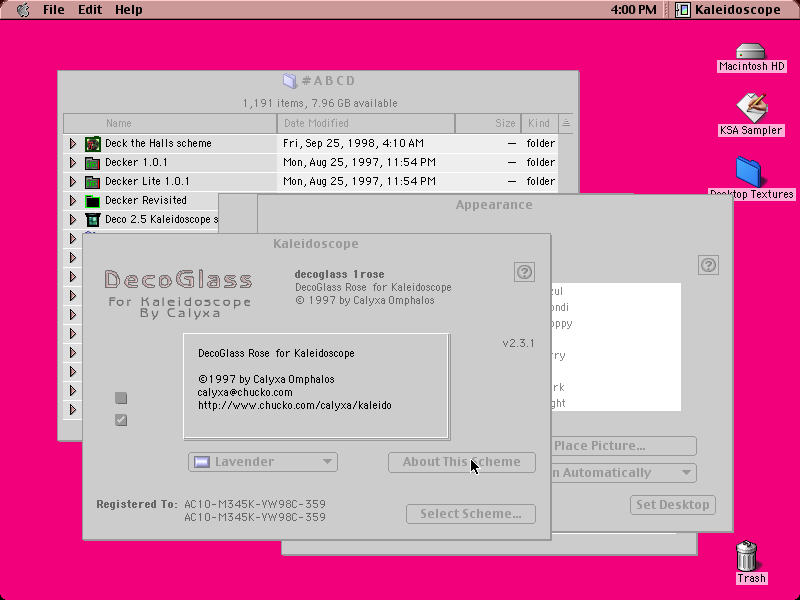 File Edit Help
4:00 PM Kaleidoscope
Macintosh HD
KSA Sampler
Desktop Textures
Trash
#ABCD
1,191 items, 7.96 GB available
Name Date Modified Size Kind
Deck the Halls scheme Fri, Sep 25, 1998, 4:10 AM — folder
Decker 1.0.1 Mon, Aug 25, 1997, 11:54 PM — folder
Decker Lite 1.0.1 Mon, Aug 25, 1997, 11:54 PM — folder
Decker Revisited
Deco 2.5 Kaleidoscope s
Appearance
?
zul
ondi
oppy
rry
rk
ght
Place Picture...
n Automatically
Set Desktop
Kaleidoscope
DecoGlass
For Kaleidoscope
By Calyxa
decoglass 1 rose
DecoGlass Rose for Kaleidoscope
© 1997 by Calyxa Omphalos
?
v2.3.1
DecoGlass Rose for Kaleidoscope
©1997 by Calyxa Omphalos
calyxa@chucko.com
http://www.chucko.com/calyxa/kaleido
Lavender
About This Scheme
Registered To: AC10-M345K-YW98C-359
AC10-M345K-YW98C-359
Select Scheme...